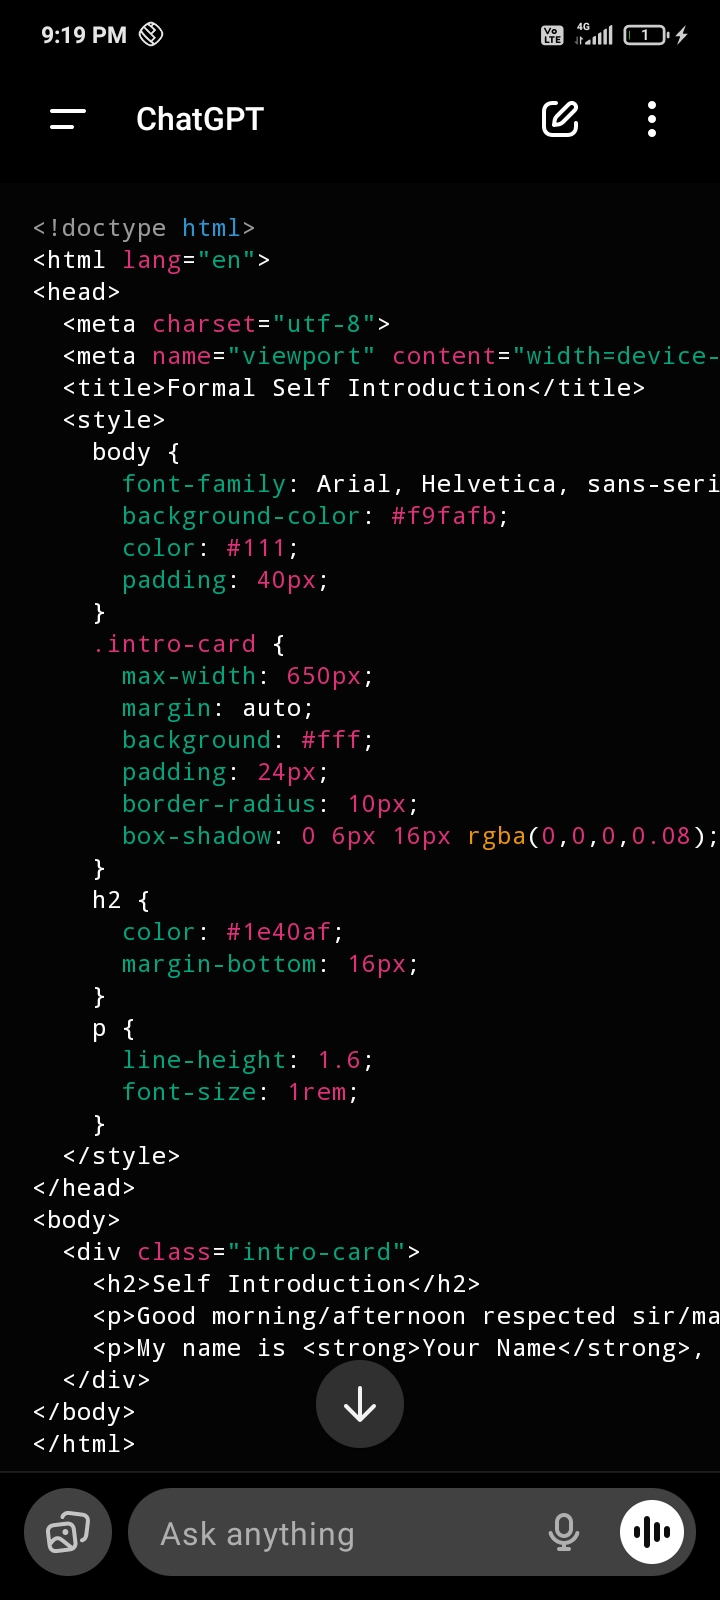 9:19 PM
Vo LTE 4G 1
ChatGPT
<!doctype html>
<html lang="en">
<head>
  <meta charset="utf-8">
  <meta name="viewport" content="width=device-
  <title>Formal Self Introduction</title>
  <style>
    body {
      font-family: Arial, Helvetica, sans-seri
      background-color: #f9fafb;
      color: #111;
      padding: 40px;
    }
    .intro-card {
      max-width: 650px;
      margin: auto;
      background: #fff;
      padding: 24px;
      border-radius: 10px;
      box-shadow: 0 6px 16px rgba(0,0,0,0.08);
    }
    h2 {
      color: #1e40af;
      margin-bottom: 16px;
    }
    p {
      line-height: 1.6;
      font-size: 1rem;
    }
  </style>
</head>
<body>
  <div class="intro-card">
    <h2>Self Introduction</h2>
    <p>Good morning/afternoon respected sir/ma
    <p>My name is <strong>Your Name</strong>,
  </div>
</body>
</html>
Ask anything